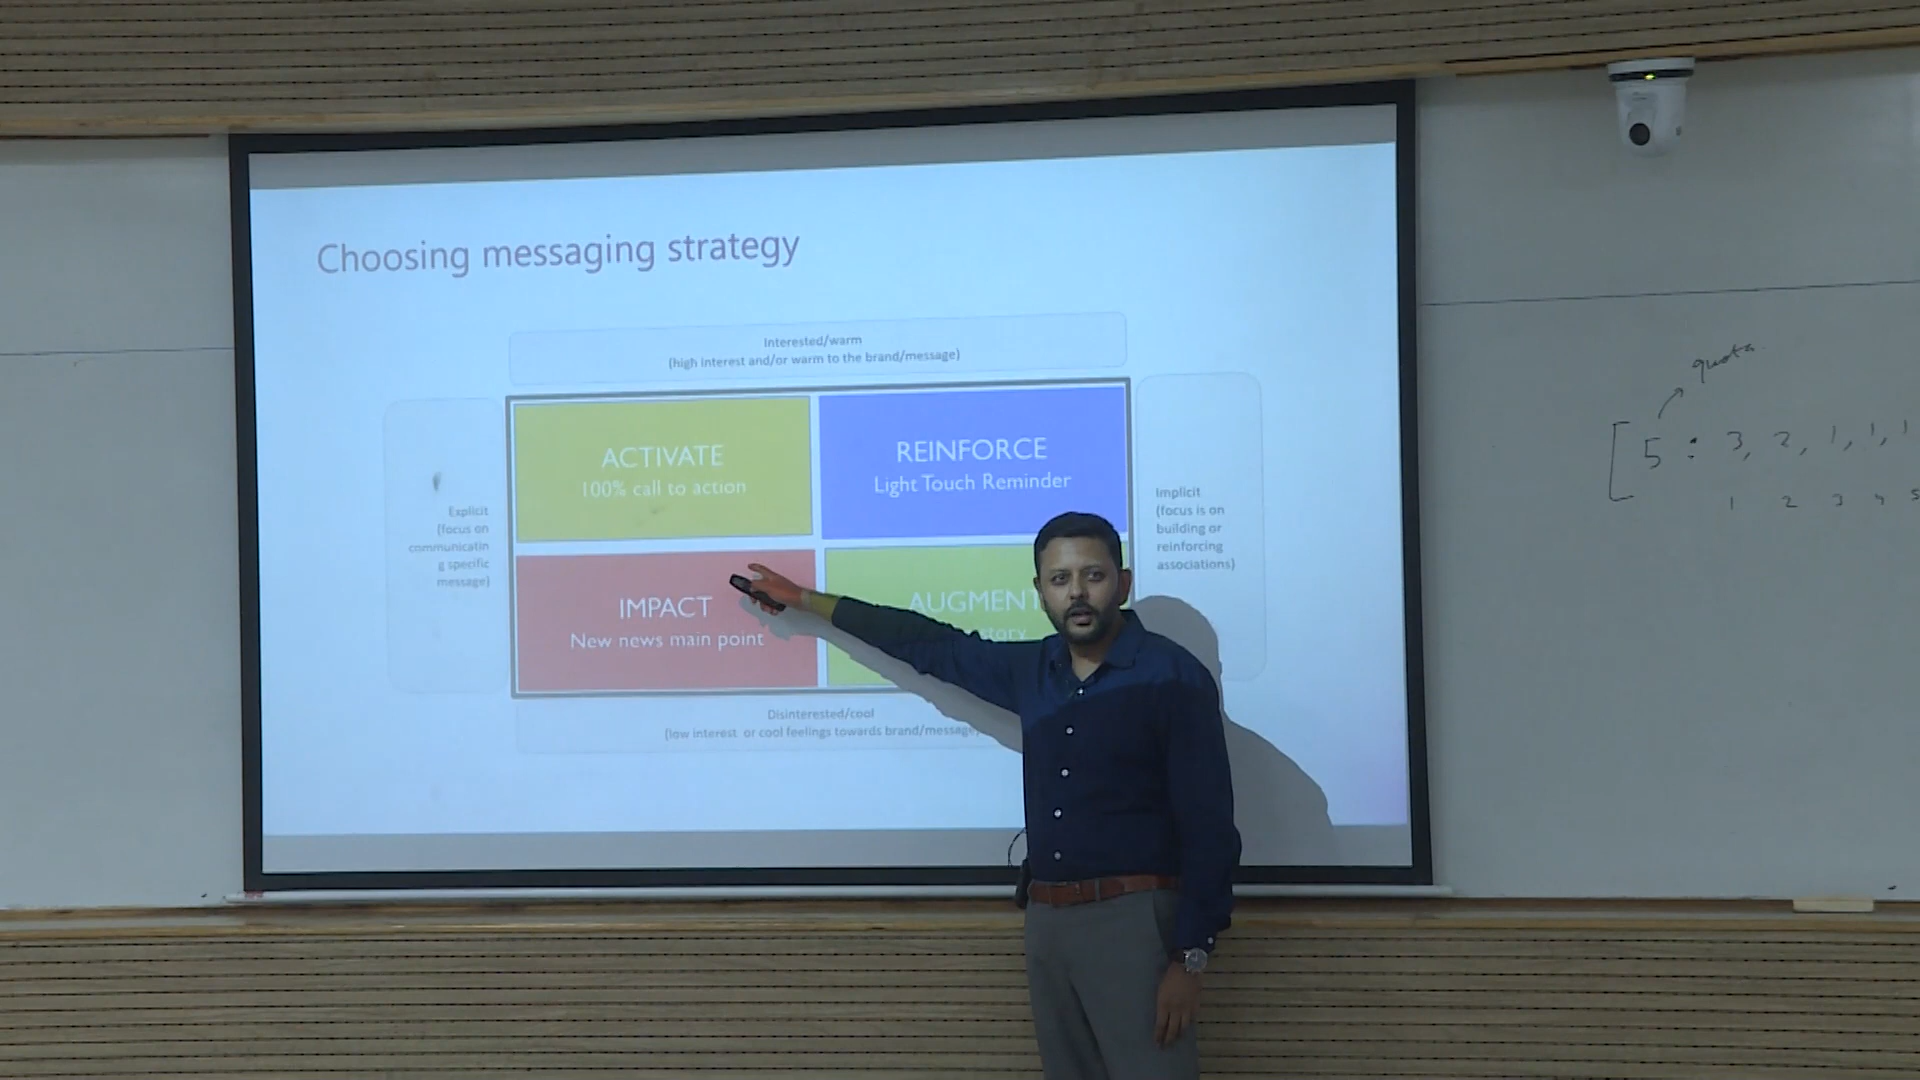 Choosing messaging strategy
Interested/warm
(high interest and/or warm to the brand/message)
Explicit
(focus on
communicatin
g specific
message)
ACTIVATE
100% call to action
REINFORCE
Light Touch Reminder
IMPACT
New news main point
AUGMENT
story
Implicit
(focus is on
building or
reinforcing
associations)
Disinterested/cool
(low interest or cool feelings towards brand/message)
quota
[ 5 : 3, 2, 1, 1, 1
1 2 3 4 5